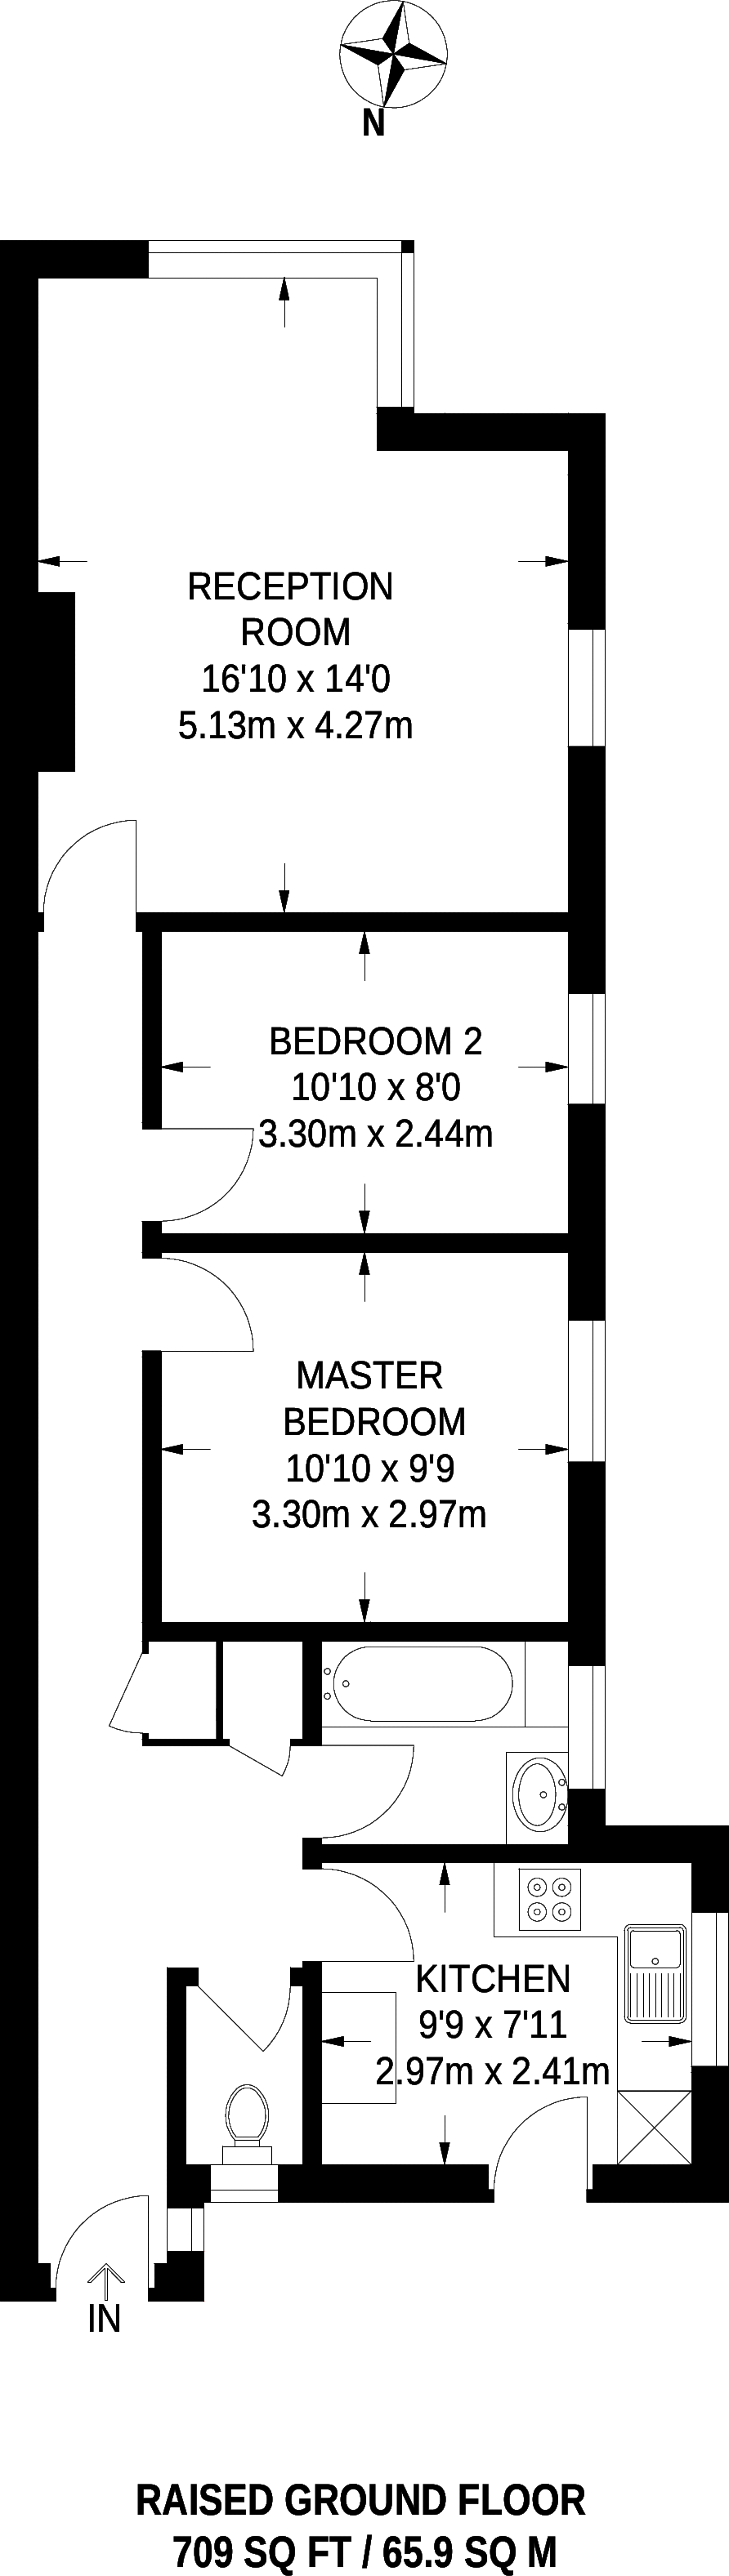 N
RECEPTION
ROOM
16'10 x 14'0
5.13m x 4.27m
BEDROOM 2
10'10 x 8'0
3.30m x 2.44m
MASTER
BEDROOM
10'10 x 9'9
3.30m x 2.97m
KITCHEN
9'9 x 7'11
2.97m x 2.41m
IN
RAISED GROUND FLOOR
709 SQ FT / 65.9 SQ M